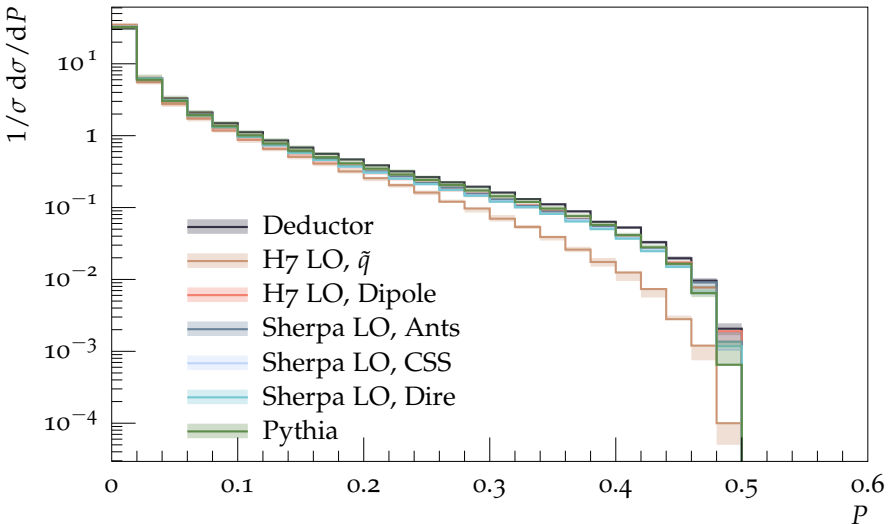 1/σ dσ/dP
10¹
1
10⁻¹
10⁻²
10⁻³
10⁻⁴
Deductor
H7 LO, q̃
H7 LO, Dipole
Sherpa LO, Ants
Sherpa LO, CSS
Sherpa LO, Dire
Pythia
0 0.1 0.2 0.3 0.4 0.5 0.6
P